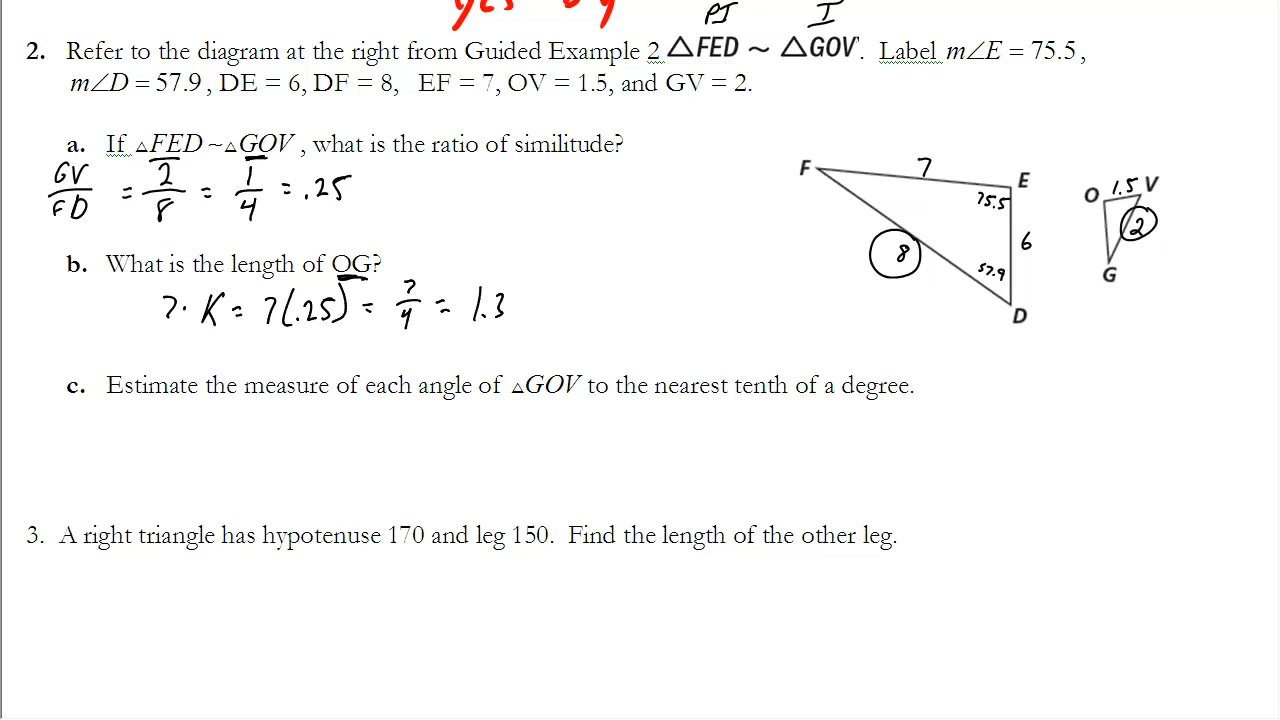 yes by
PI I
2. Refer to the diagram at the right from Guided Example 2 △FED ~ △GOV. Label m∠E = 75.5,
m∠D = 57.9, DE = 6, DF = 8, EF = 7, OV = 1.5, and GV = 2.
a. If △FED ~ △GOV, what is the ratio of similitude?
GV/FD = 2/8 = 1/4 = .25
F 7 E 75.5 6 8 57.9 D
O 1.5 V 2 G
b. What is the length of OG?
7· K = 7(.25) = 7/4 = 1.3
c. Estimate the measure of each angle of △GOV to the nearest tenth of a degree.
3. A right triangle has hypotenuse 170 and leg 150. Find the length of the other leg.